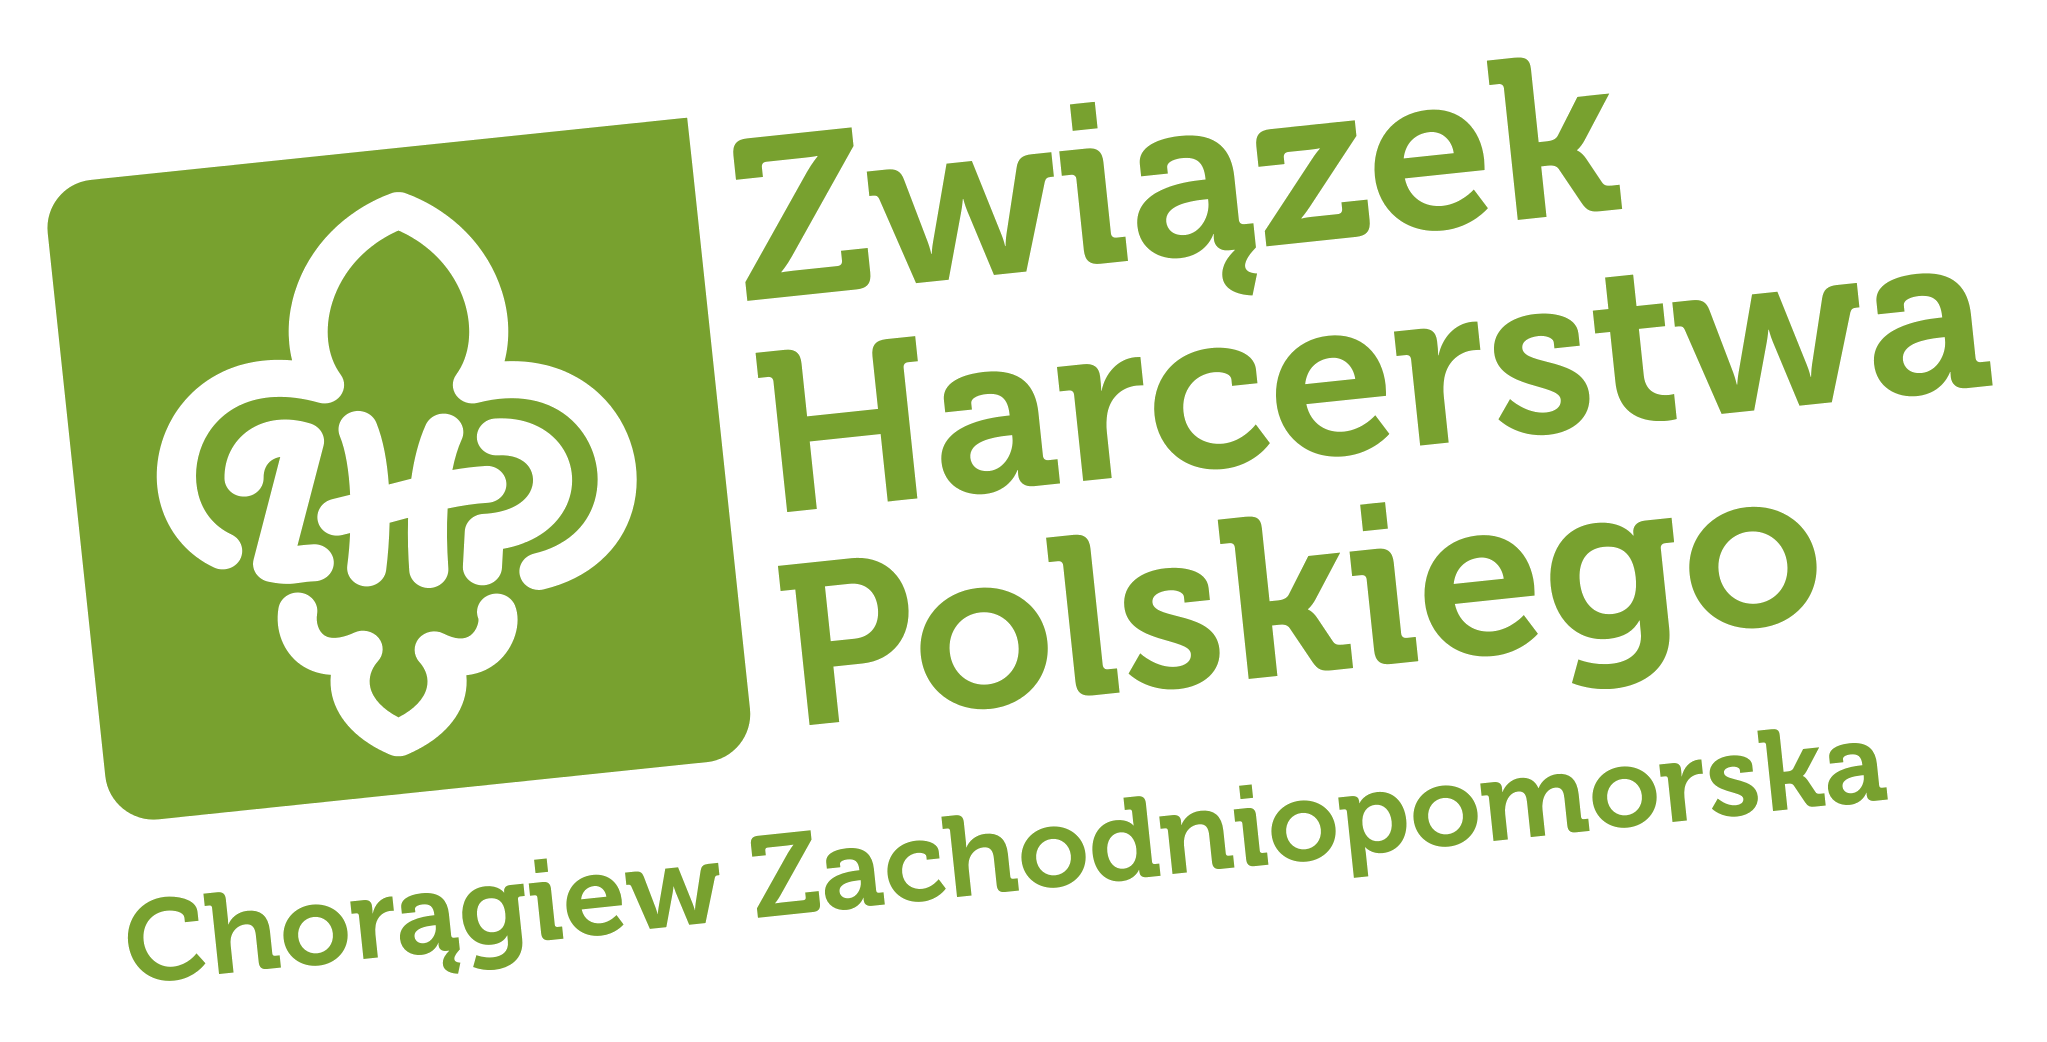 ZHP
Związek
Harcerstwa
Polskiego
Chorągiew Zachodniopomorska